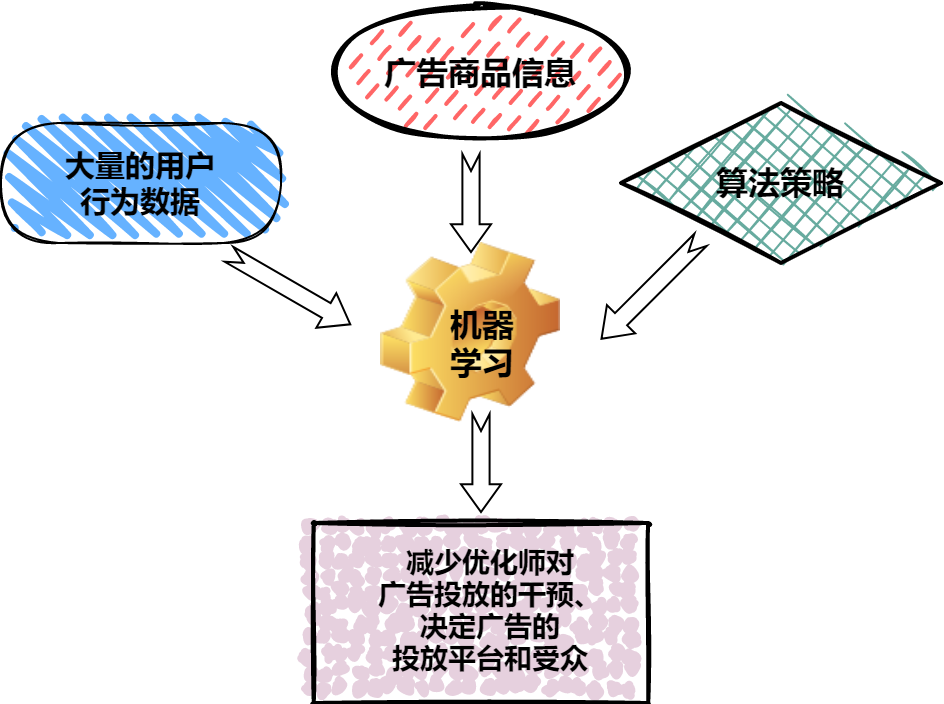 广告商品信息
大量的用户
行为数据
算法策略
机器
学习
减少优化师对
广告投放的干预、
决定广告的
投放平台和受众